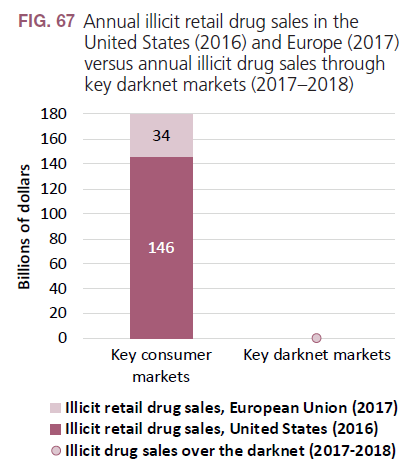 FIG. 67 Annual illicit retail drug sales in the
United States (2016) and Europe (2017)
versus annual illicit drug sales through
key darknet markets (2017–2018)
180
160
140
120
100
80
60
40
20
0
Billions of dollars
34
146
Key consumer
markets
Key darknet markets
Illicit retail drug sales, European Union (2017)
Illicit retail drug sales, United States (2016)
Illicit drug sales over the darknet (2017-2018)